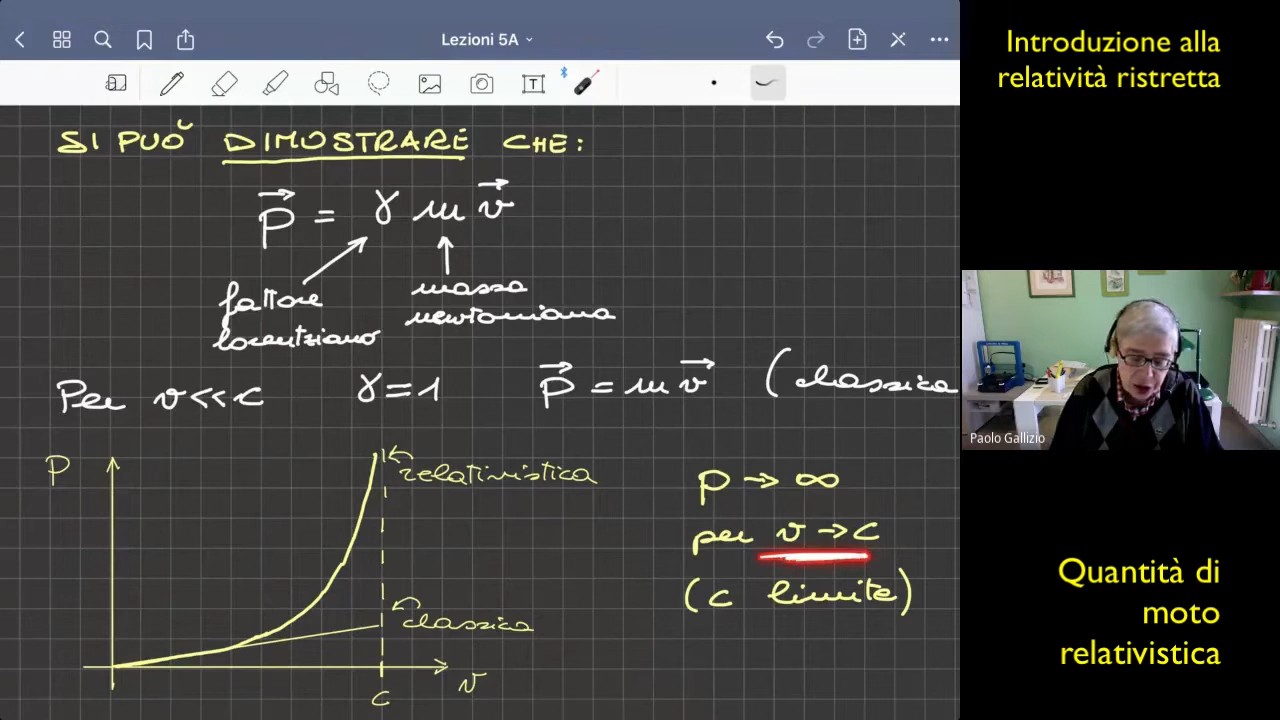 Lezioni 5A
SI PUÒ DIMOSTRARE CHE:
p = γ m v
fattore lorentziano
massa newtoniana
Per v << c γ = 1 p = m v (classica
P
relativistica
classica
c
v
p → ∞
per v → c
(c limite)
Introduzione alla
relatività ristretta
Paolo Gallizio
Quantità di
moto
relativistica